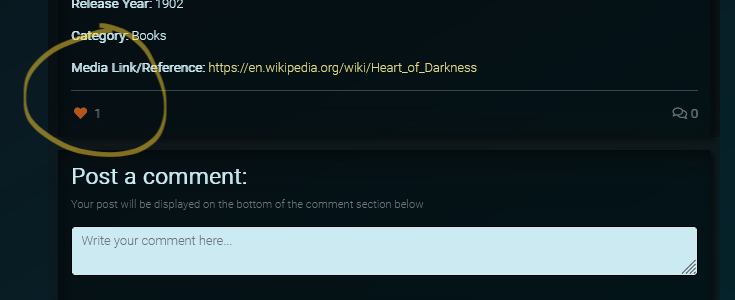 Release Year: 1902
Category: Books
Media Link/Reference: https://en.wikipedia.org/wiki/Heart_of_Darkness
1 0
Post a comment:
Your post will be displayed on the bottom of the comment section below
Write your comment here...